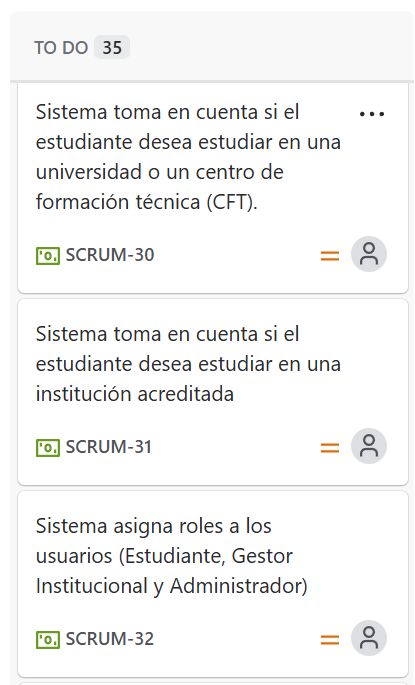 TO DO 35
Sistema toma en cuenta si el
estudiante desea estudiar en una
universidad o un centro de
formación técnica (CFT).
SCRUM-30
Sistema toma en cuenta si el
estudiante desea estudiar en una
institución acreditada
SCRUM-31
Sistema asigna roles a los
usuarios (Estudiante, Gestor
Institucional y Administrador)
SCRUM-32